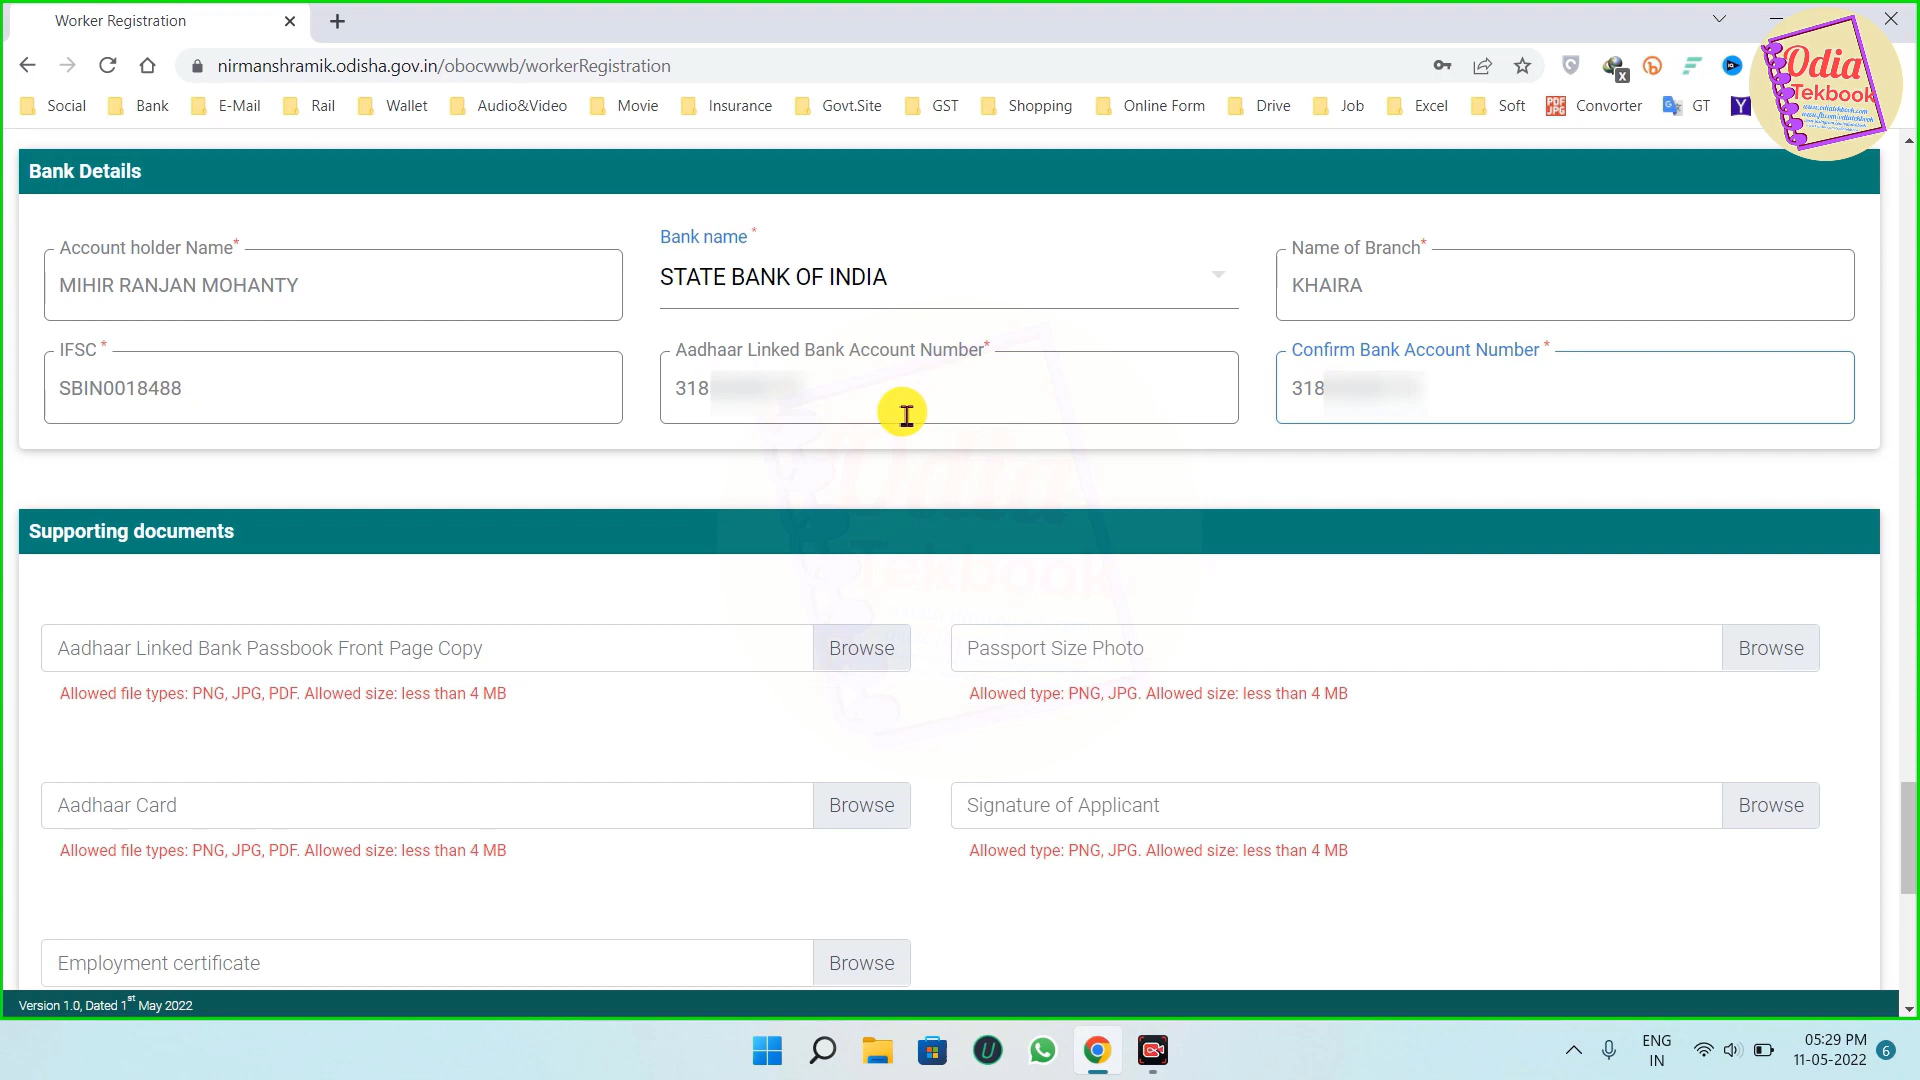 Worker Registration
nirmanshramik.odisha.gov.in/obocwwb/workerRegistration
Social Bank E-Mail Rail Wallet Audio&Video Movie Insurance Govt.Site GST Shopping Online Form Drive Job Excel Soft PDF JPG Convorter GT Y
Odia
Tekbook
Bank Details
Account holder Name*
MIHIR RANJAN MOHANTY
Bank name *
STATE BANK OF INDIA
Name of Branch*
KHAIRA
IFSC *
SBIN0018488
Aadhaar Linked Bank Account Number*
318
Confirm Bank Account Number *
318
Odia
Tekbook
Supporting documents
Aadhaar Linked Bank Passbook Front Page Copy Browse
Allowed file types: PNG, JPG, PDF. Allowed size: less than 4 MB
Passport Size Photo Browse
Allowed type: PNG, JPG. Allowed size: less than 4 MB
Aadhaar Card Browse
Allowed file types: PNG, JPG, PDF. Allowed size: less than 4 MB
Signature of Applicant Browse
Allowed type: PNG, JPG. Allowed size: less than 4 MB
Employment certificate Browse
Version 1.0, Dated 1st May 2022
ENG
IN
05:29 PM
11-05-2022
6